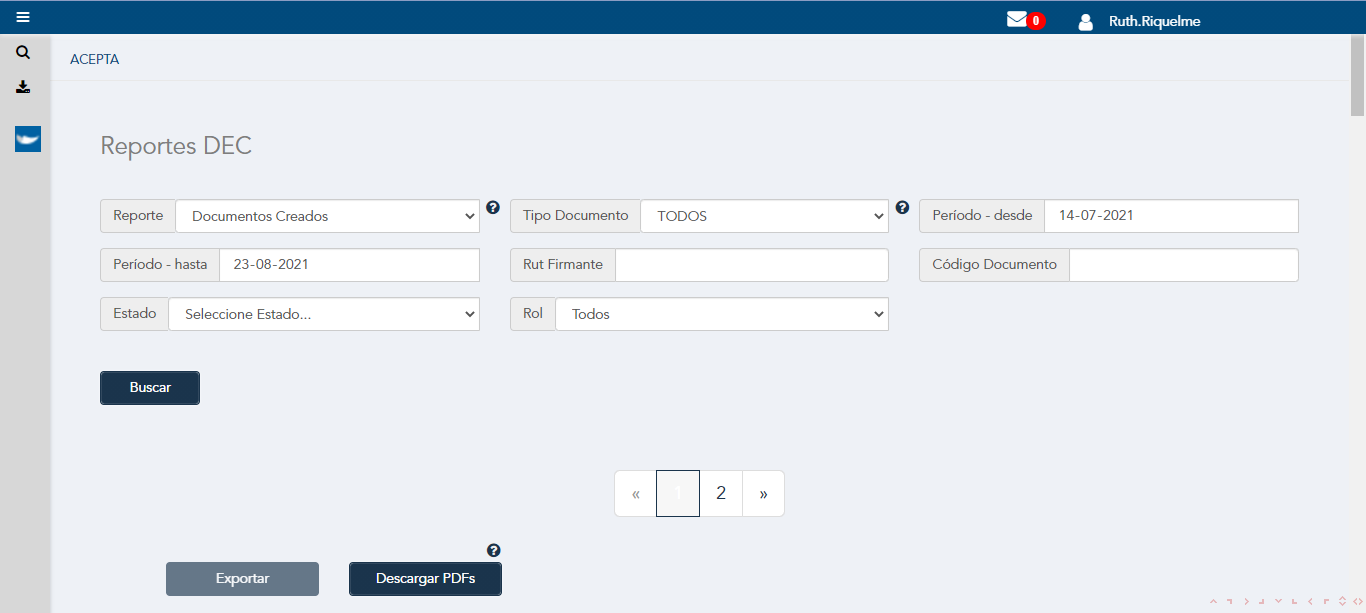 0 Ruth.Riquelme
ACEPTA
Reportes DEC
Reporte Documentos Creados Tipo Documento TODOS Período - desde 14-07-2021
Período - hasta 23-08-2021 Rut Firmante Código Documento
Estado Seleccione Estado... Rol Todos
Buscar
« 1 2 »
Exportar Descargar PDFs